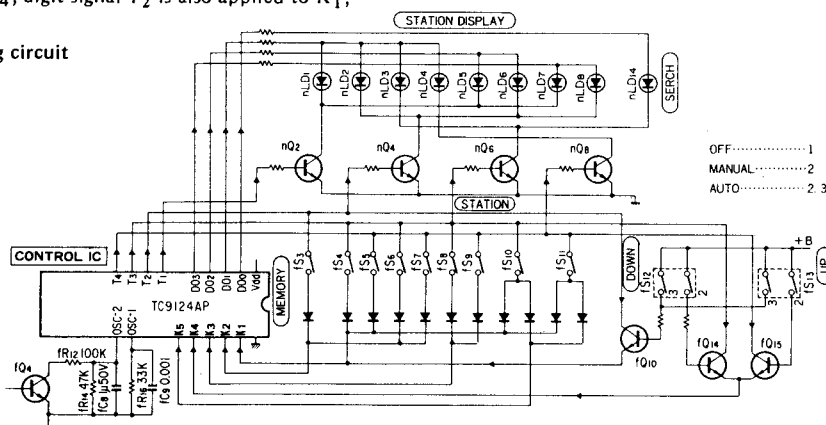 4, digit signal T2 is also applied to K1,
g circuit
STATION DISPLAY
nLD1
nLD2
nLD3
nLD4
nLD5
nLD6
nLD7
nLD8
nLD14
SERCH
nQ2
nQ4
nQ6
nQ8
OFF 1
MANUAL 2
AUTO 2. 3
STATION
+B
CONTROL IC
T4
T3
T2
T1
DO3
DO2
DO1
DO0
Vdd
MEMORY
fS3
fS4
fS5
fS6
fS7
fS8
fS9
fS10
fS11
DOWN
fS12
3
2
3
2
fS13
UP
TC9124AP
OSC-2
OSC-1
K5
K4
K3
K2
K1
fQ4
fR12 100K
fR14 47K
fC8 1μ50V
fR16 33K
fC9 0.001
fQ10
fQ14
fQ15